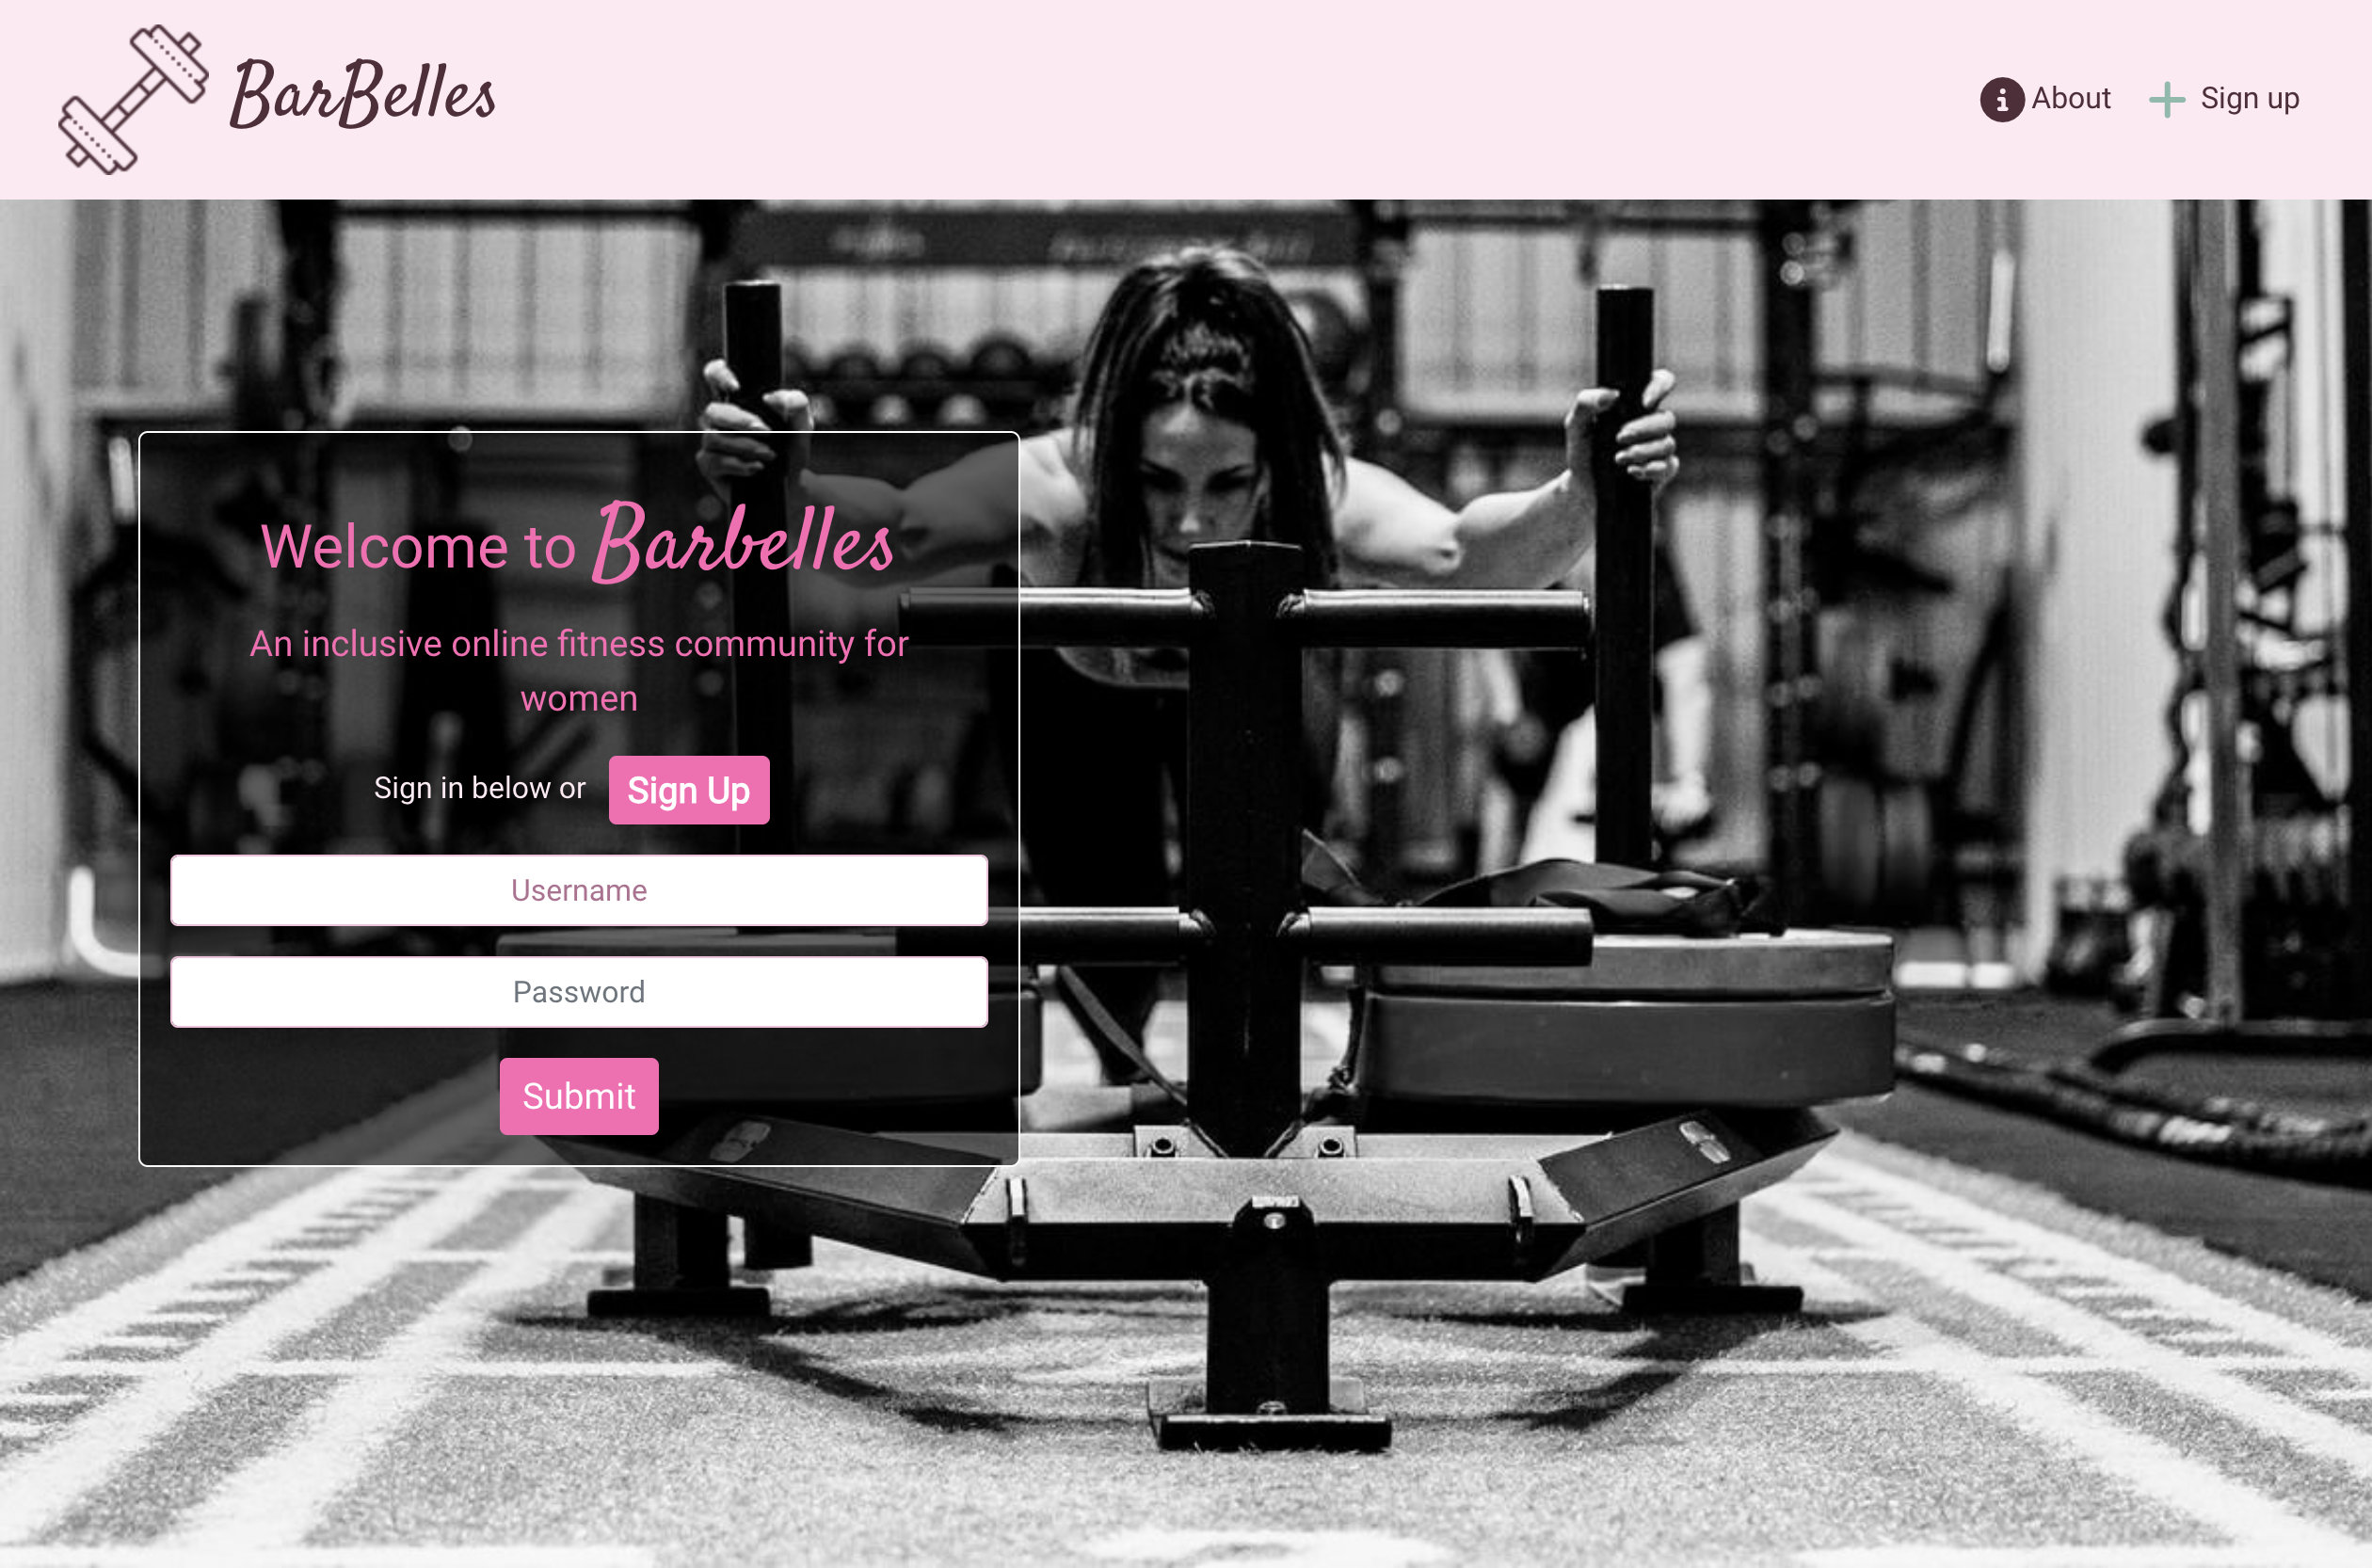 BarBelles
About
Sign up
Welcome to Barbelles
An inclusive online fitness community for
women
Sign in below or Sign Up
Username
Password
Submit